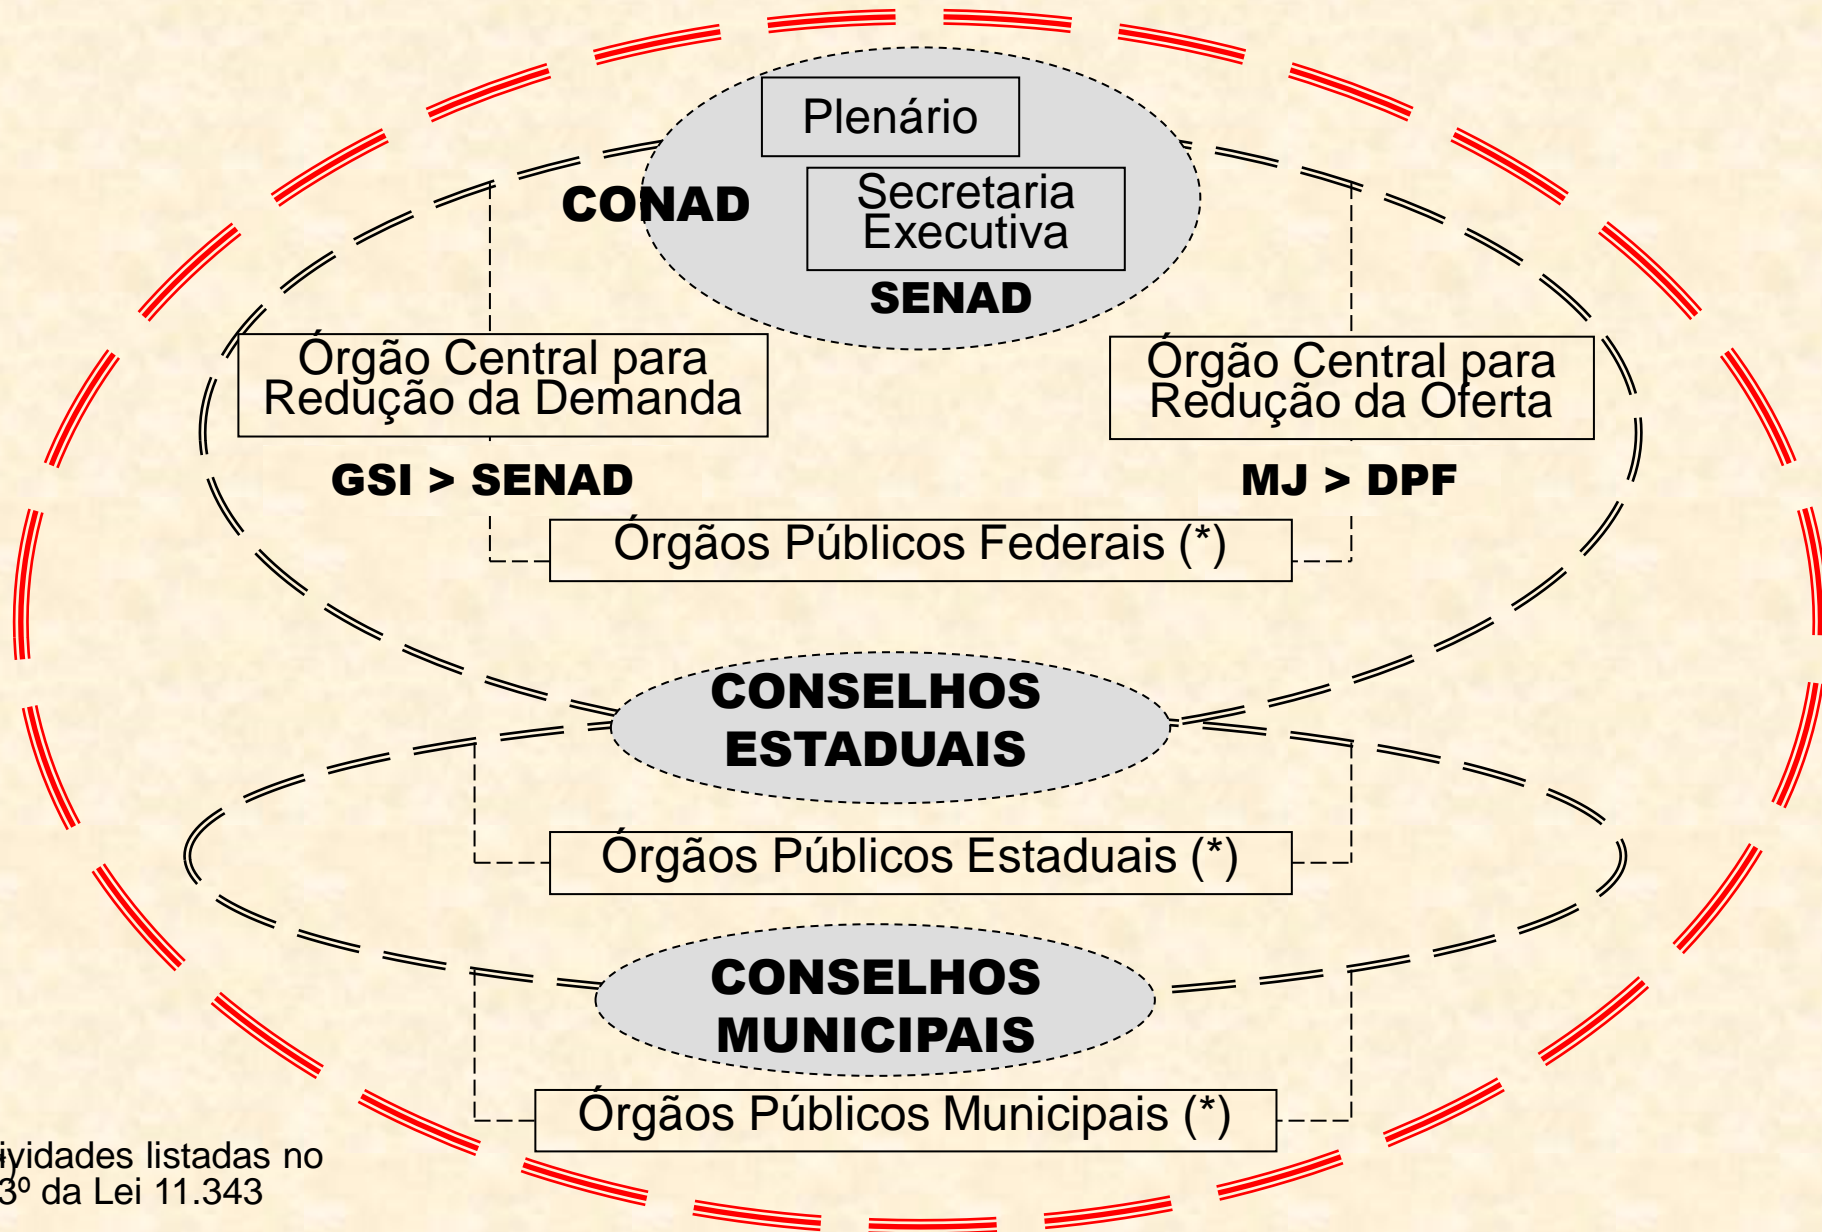 Plenário
CONAD
Secretaria
Executiva
SENAD
Órgão Central para
Redução da Demanda
Órgão Central para
Redução da Oferta
GSI > SENAD
MJ > DPF
Órgãos Públicos Federais (*)
CONSELHOS
ESTADUAIS
Órgãos Públicos Estaduais (*)
CONSELHOS
MUNICIPAIS
Órgãos Públicos Municipais (*)
listadas no
3º da Lei 11.343